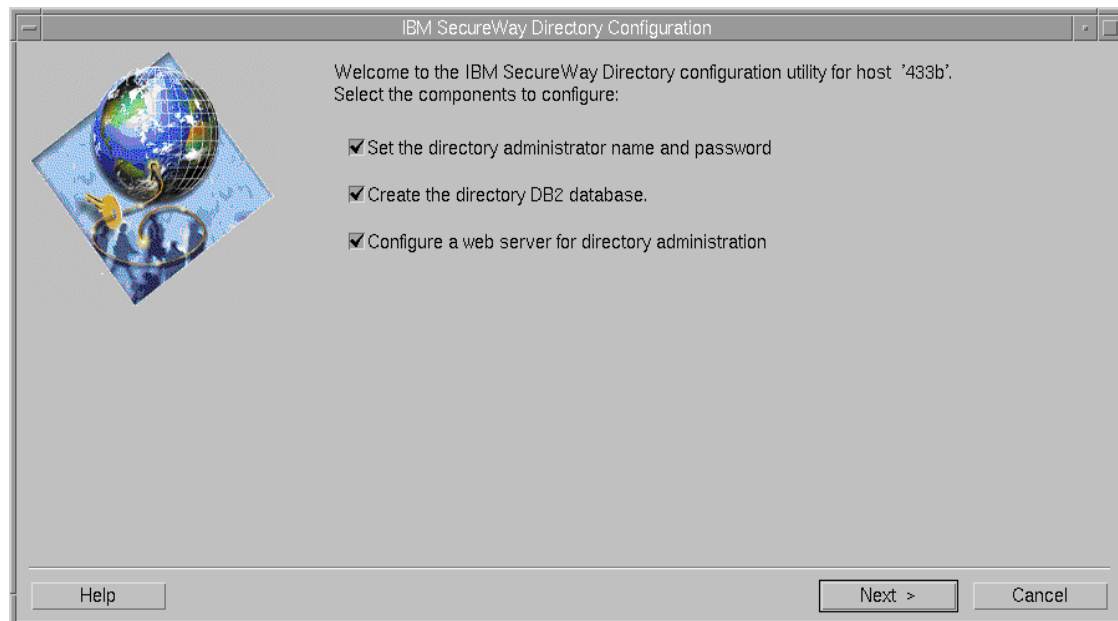 IBM SecureWay Directory Configuration
Welcome to the IBM SecureWay Directory configuration utility for host '433b'.
Select the components to configure:
Set the directory administrator name and password
Create the directory DB2 database.
Configure a web server for directory administration
Help
Next >
Cancel